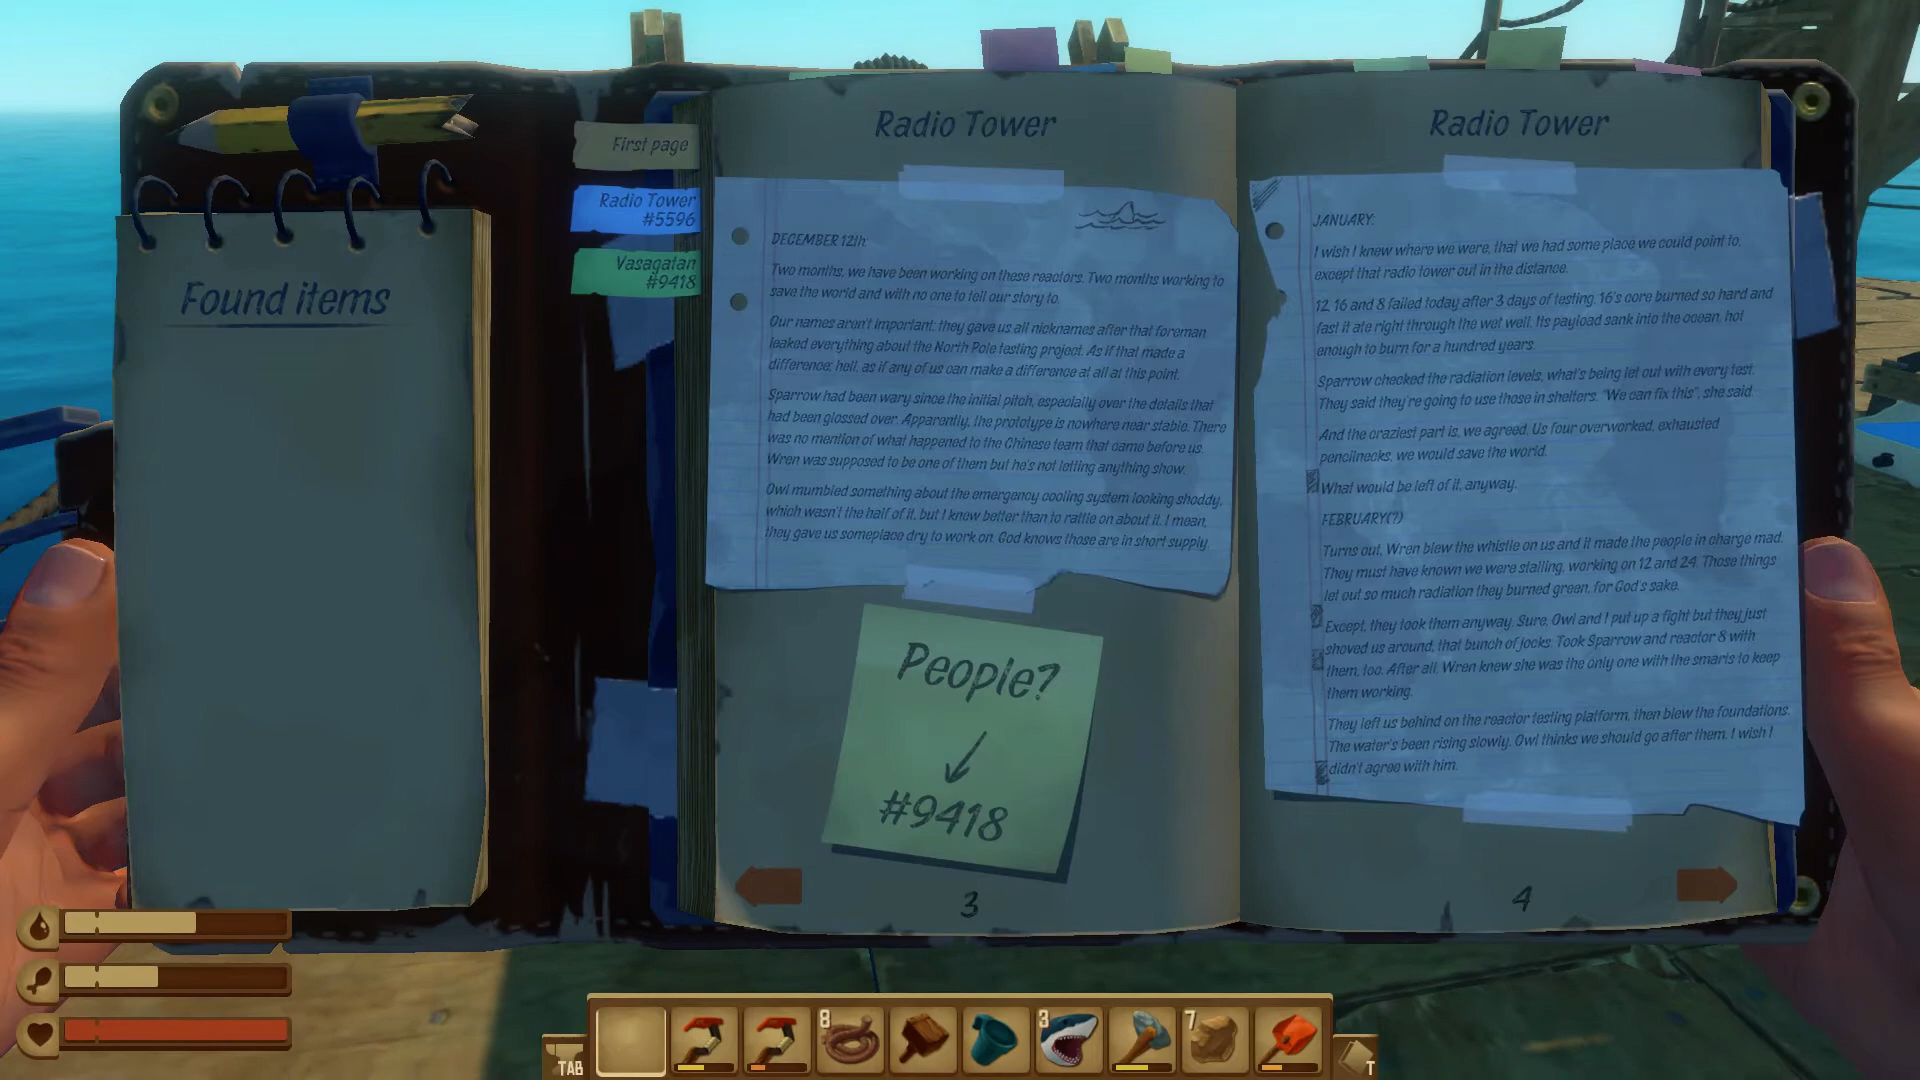 Found items
First page
Radio Tower
#5596
Vasagatan
#9418
Radio Tower
DECEMBER 12th.
Two months, we have been working on these reactors. Two months working to
save the world and with no one to tell our story to.
Our names aren't important; they gave us all nicknames after that foreman
leaked everything about the North Pole testing project. As if that made a
difference; hell, as if any of us can make a difference at all at this point.
Sparrow had been wary since the initial pitch, especially over the details that
had been glossed over. Apparently, the prototype is nowhere near stable. There
was no mention of what happened to the Chinese team that came before us.
Wren was supposed to be one of them but he's not letting anything show.
Owl mumbled something about the emergency cooling system looking shoddy,
which wasn't the half of it, but I knew better than to rattle on about it. I mean,
they gave us someplace dry to work on. God knows those are in short supply.
People?
#9418
3
Radio Tower
JANUARY:
I wish I knew where we were, that we had some place we could point to,
except that radio tower out in the distance.
12, 16 and 8 failed today after 3 days of testing. 16's core burned so hard and
fast it ate right through the wet well. Its payload sank into the ocean, hot
enough to burn for a hundred years.
Sparrow checked the radiation levels, what's being let out with every test.
They said they're going to use those in shelters. "We can fix this", she said.
And the craziest part is, we agreed. Us four overworked, exhausted
pencilnecks, we would save the world.
What would be left of it, anyway.
FEBRUARY(?)
Turns out, Wren blew the whistle on us and it made the people in charge mad.
They must have known we were stalling, working on 12 and 24. Those things
let out so much radiation they burned green, for God's sake.
Except, they took them anyway. Sure, Owl and I put up a fight but they just
shoved us around, that bunch of jocks. Took Sparrow and reactor 8 with
them, too. After all, Wren knew she was the only one with the smarts to keep
them working.
They left us behind on the reactor testing platform, then blew the foundations.
The water's been rising slowly. Owl thinks we should go after them. I wish I
didn't agree with him.
4
TAB
8
3
7
T